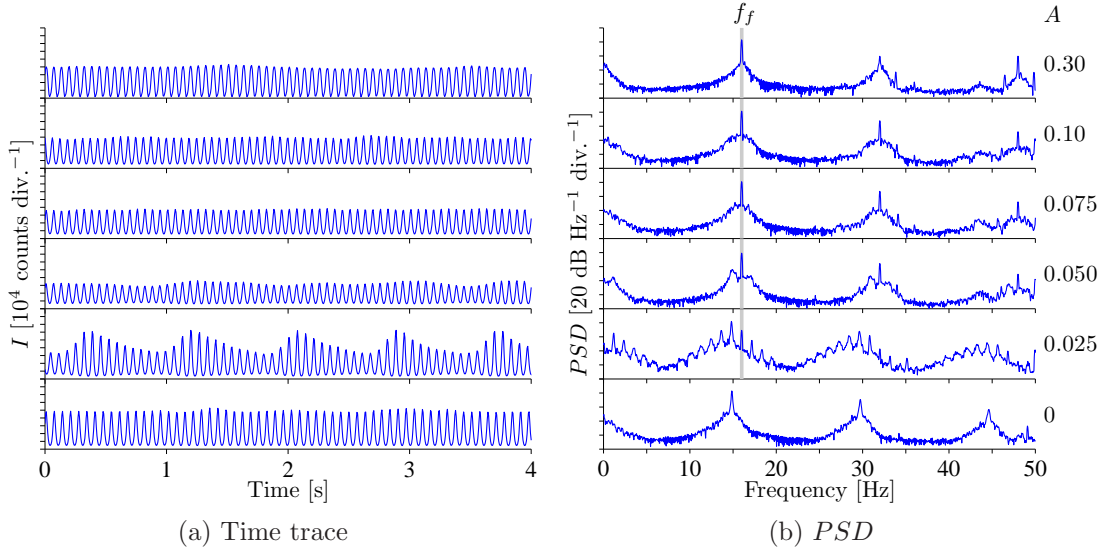 f_f
A
0.30
0.10
0.075
0.050
0.025
0
I [10⁴ counts div.⁻¹]
PSD [20 dB Hz⁻¹ div.⁻¹]
0 1 2 3 4
0 10 20 30 40 50
Time [s]
Frequency [Hz]
(a) Time trace
(b) PSD